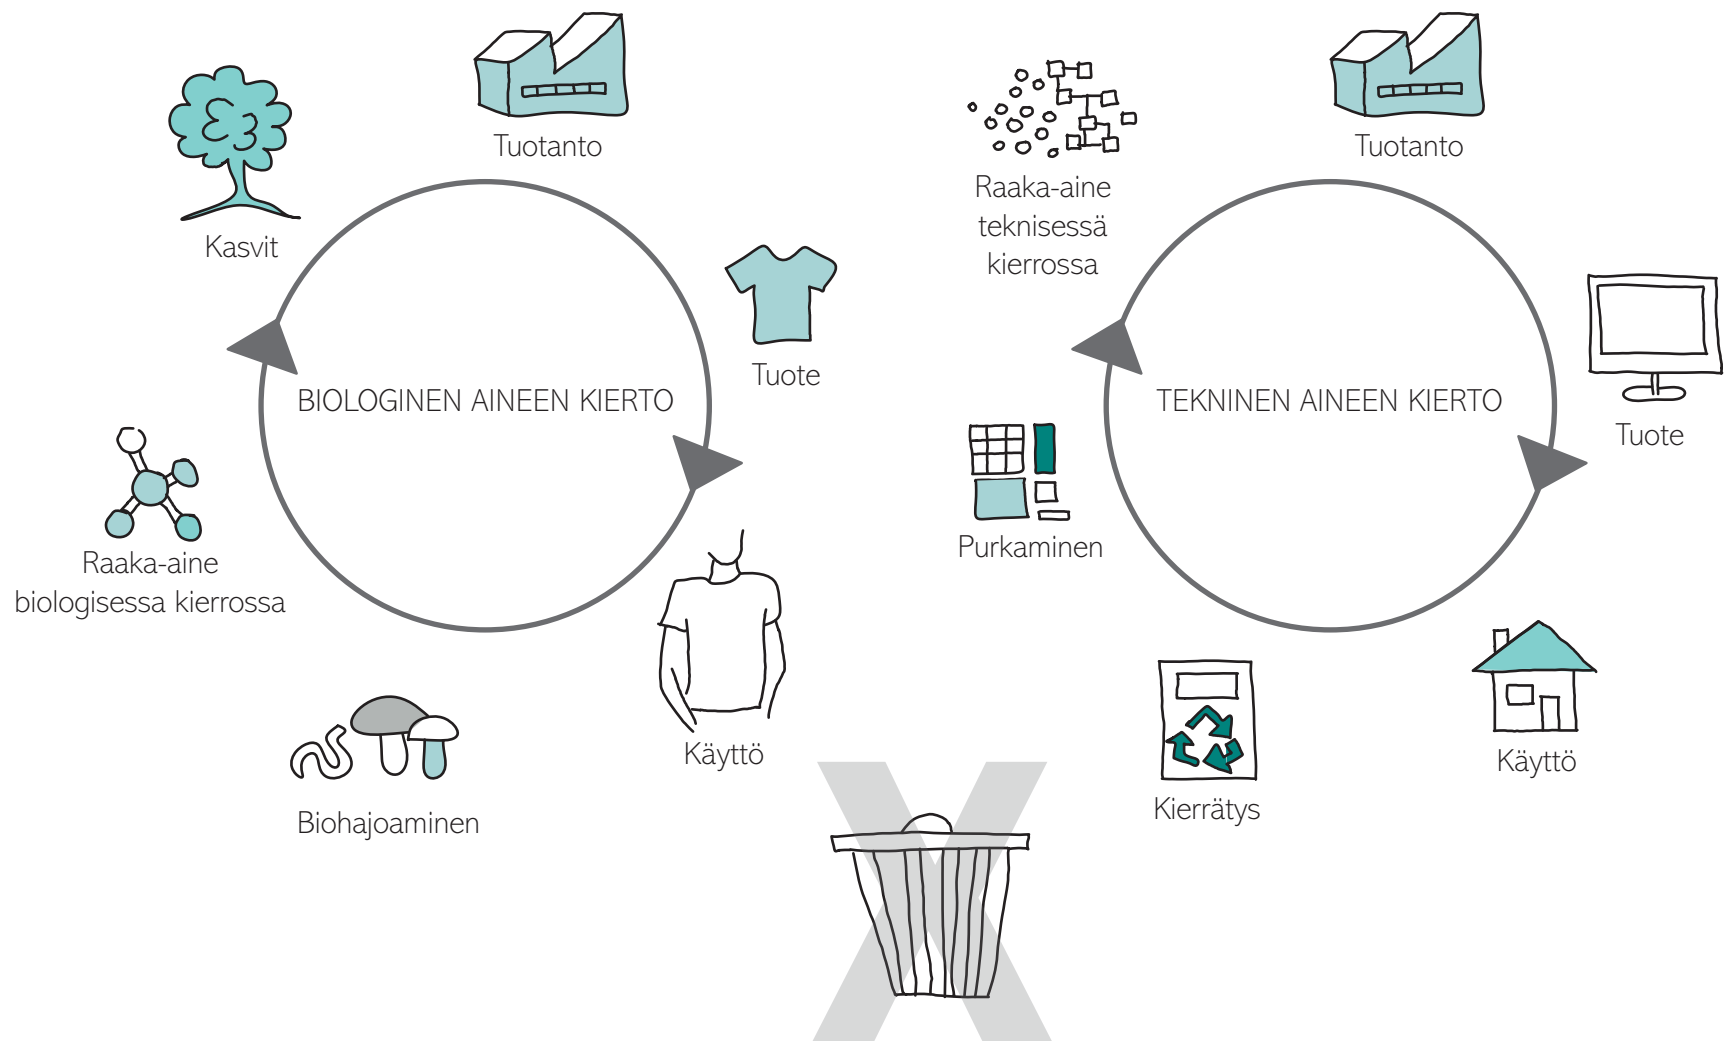 Tuotanto
Kasvit
Tuote
BIOLOGINEN AINEEN KIERTO
Raaka-aine
biologisessa kierrossa
Käyttö
Biohajoaminen
Tuotanto
Raaka-aine
teknisessä
kierrossa
Tuote
TEKNINEN AINEEN KIERTO
Purkaminen
Käyttö
Kierrätys